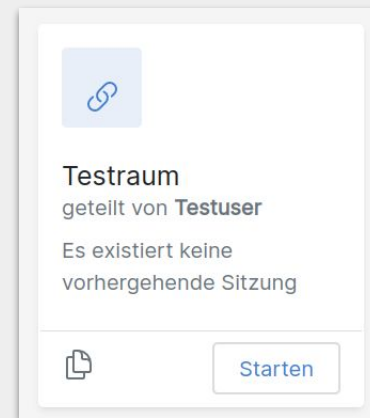 Testraum
geteilt von Testuser
Es existiert keine
vorhergehende Sitzung
Starten